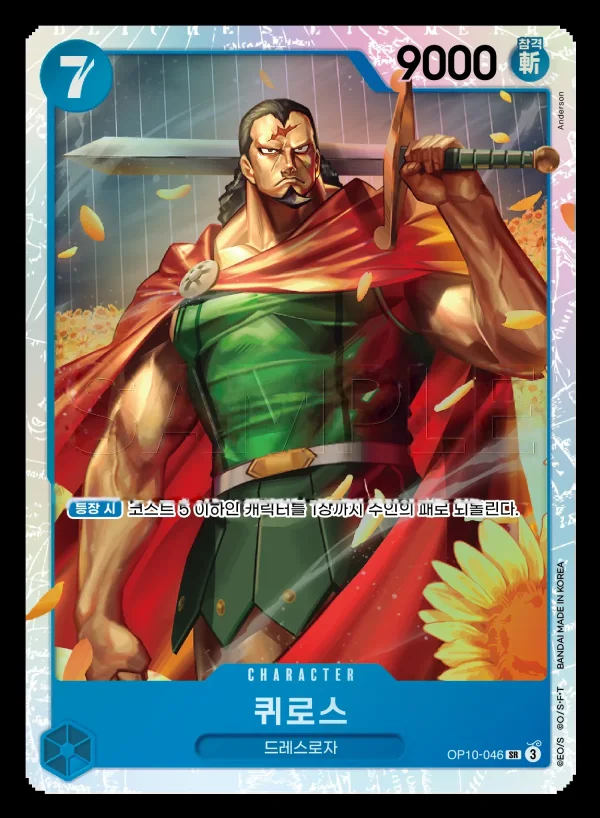 7
9000
참격
斬
Anderson
SAMPLE
등장 시 코스트 5 이하인 캐릭터를 1장까지 주인의 패로 되돌린다.
CHARACTER
퀴로스
드레스로자
OP10-046 SR 3
©E.O/S ©O/S・F・T BANDAI MADE IN KOREA